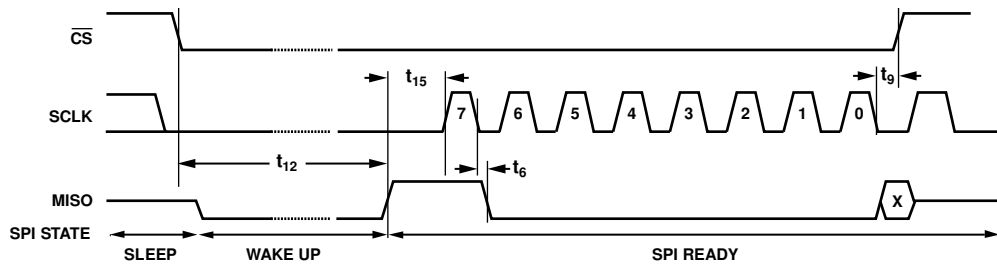 CS
t15
t9
SCLK
7 6 5 4 3 2 1 0
t12
t6
MISO
X
SPI STATE
SLEEP WAKE UP SPI READY